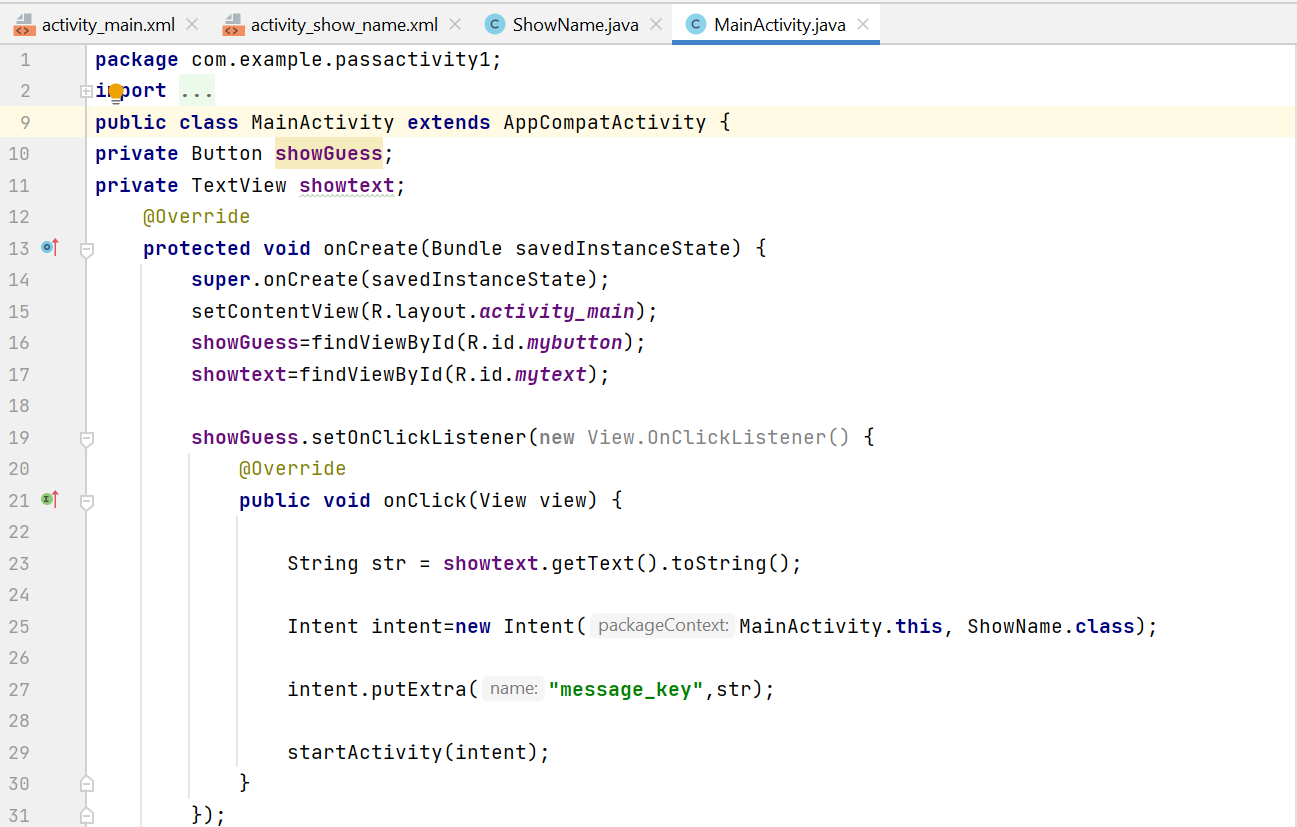 activity_main.xml activity_show_name.xml ShowName.java MainActivity.java
1 package com.example.passactivity1;
2 import ...
9 public class MainActivity extends AppCompatActivity {
10 private Button showGuess;
11 private TextView showtext;
12 @Override
13 protected void onCreate(Bundle savedInstanceState) {
14 super.onCreate(savedInstanceState);
15 setContentView(R.layout.activity_main);
16 showGuess=findViewById(R.id.mybutton);
17 showtext=findViewById(R.id.mytext);
18
19 showGuess.setOnClickListener(new View.OnClickListener() {
20 @Override
21 public void onClick(View view) {
22
23 String str = showtext.getText().toString();
24
25 Intent intent=new Intent( packageContext: MainActivity.this, ShowName.class);
26
27 intent.putExtra( name: "message_key",str);
28
29 startActivity(intent);
30 }
31 });